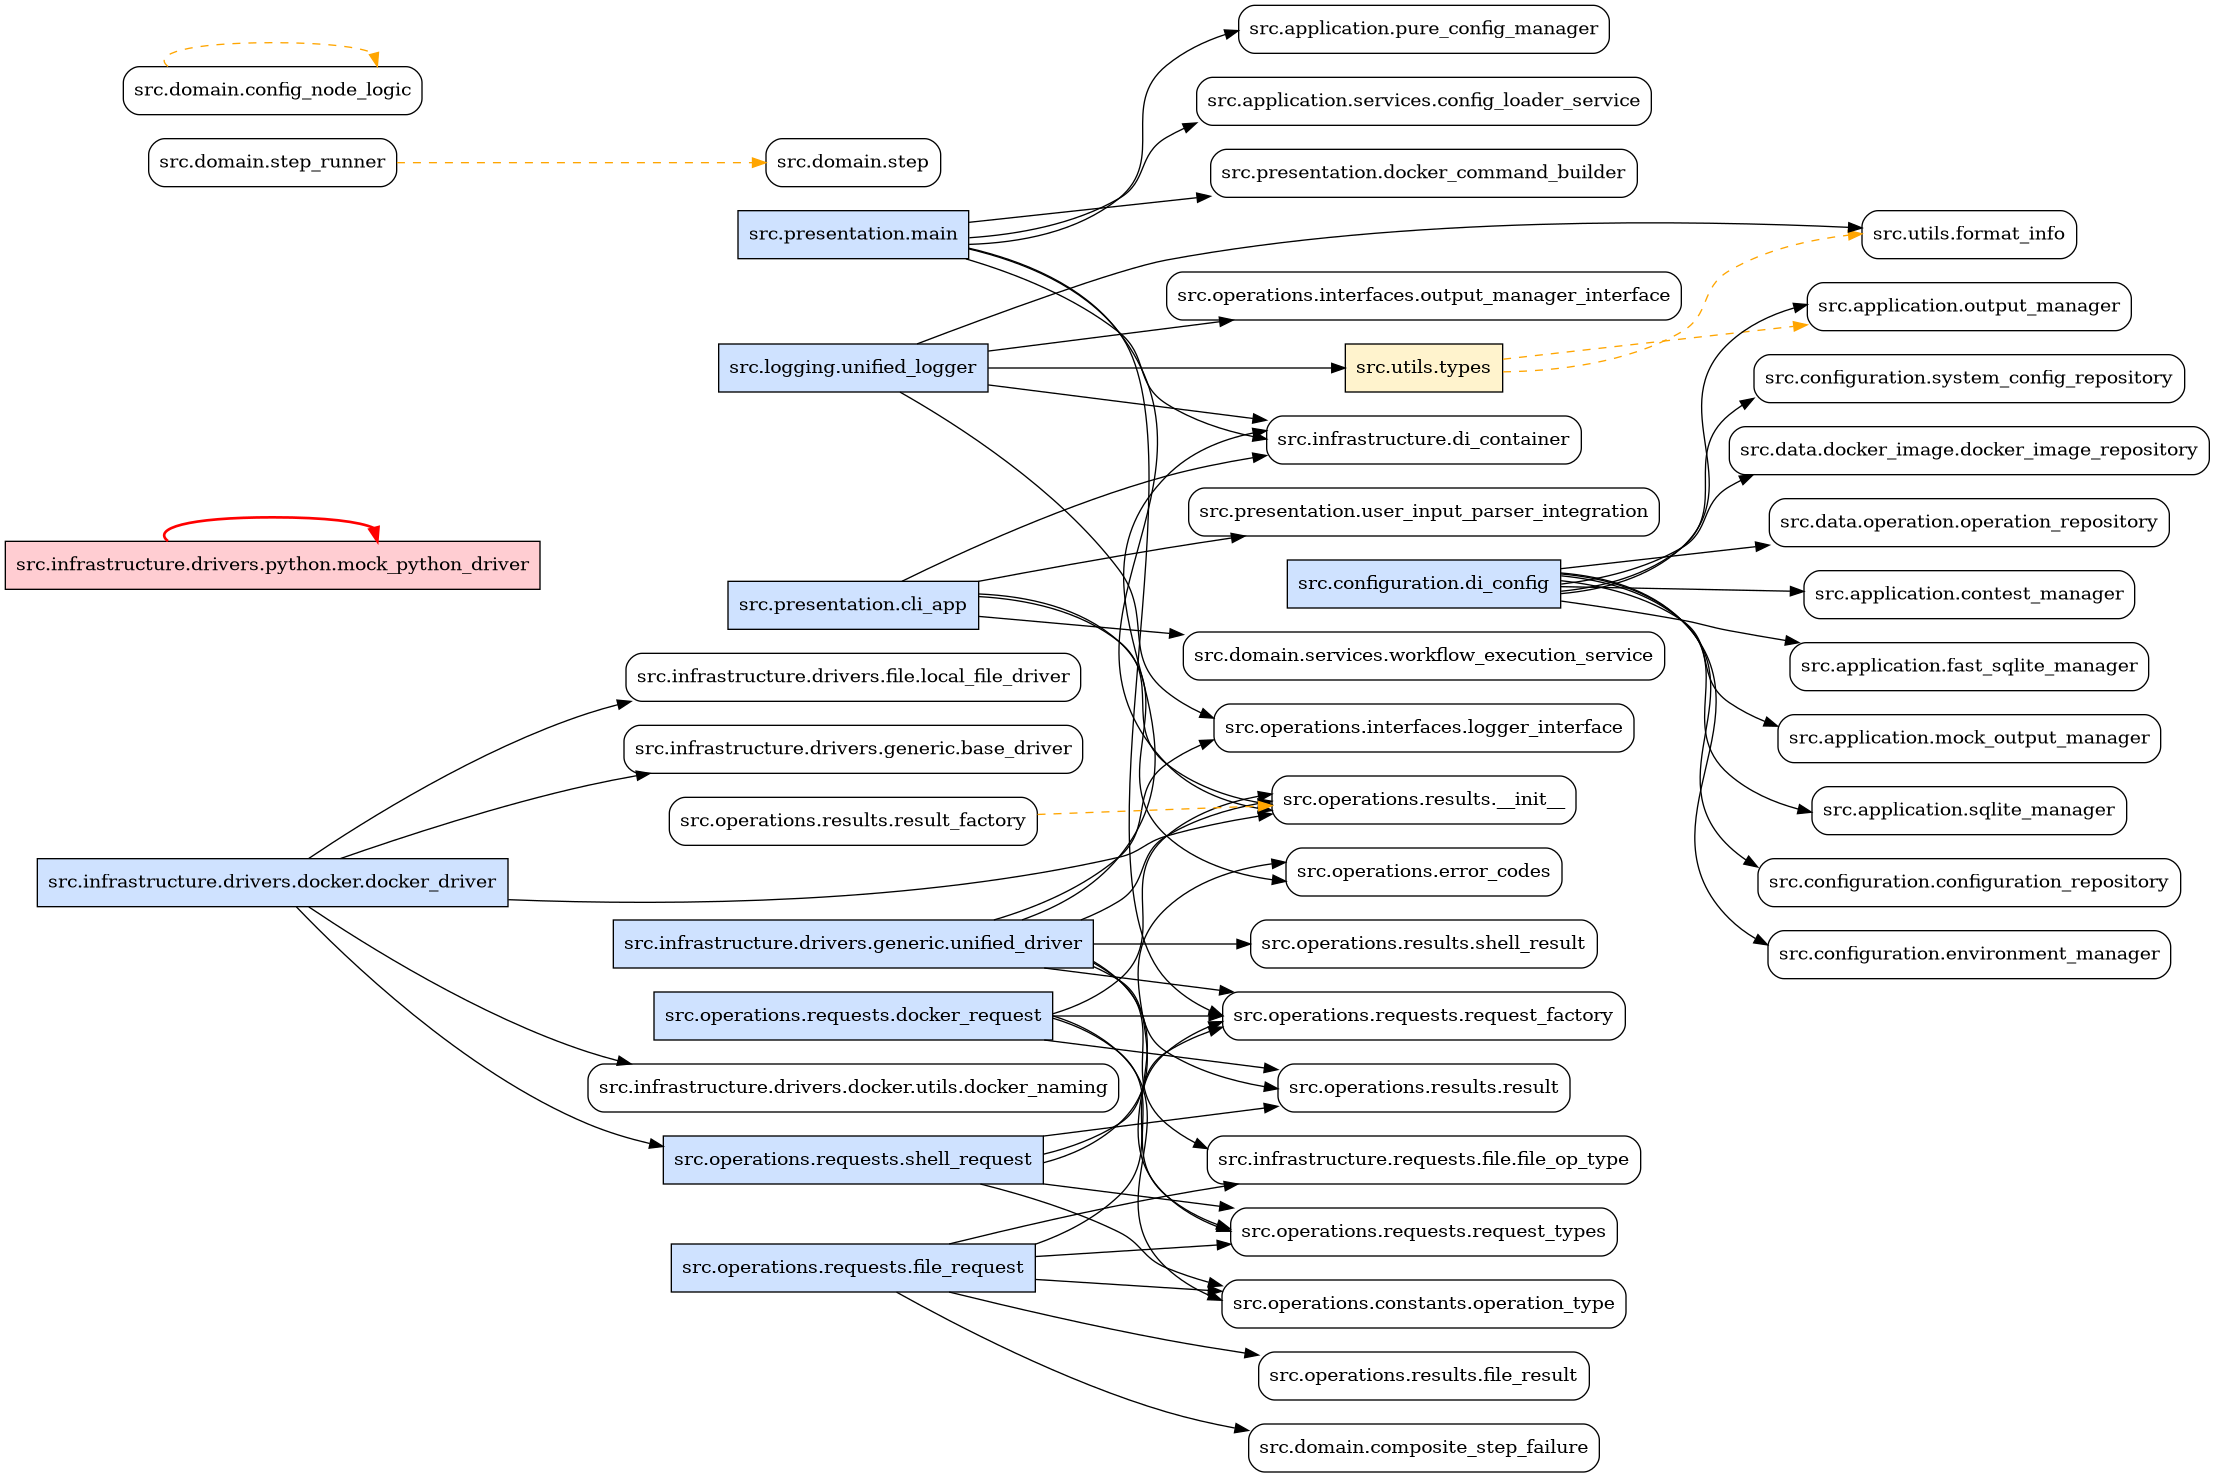 src.domain.config_node_logic
src.domain.step_runner
src.infrastructure.drivers.python.mock_python_driver
src.infrastructure.drivers.docker.docker_driver
src.domain.step
src.presentation.main
src.logging.unified_logger
src.presentation.cli_app
src.infrastructure.drivers.file.local_file_driver
src.infrastructure.drivers.generic.base_driver
src.operations.results.result_factory
src.infrastructure.drivers.generic.unified_driver
src.operations.requests.docker_request
src.infrastructure.drivers.docker.utils.docker_naming
src.operations.requests.shell_request
src.operations.requests.file_request
src.application.pure_config_manager
src.application.services.config_loader_service
src.presentation.docker_command_builder
src.operations.interfaces.output_manager_interface
src.utils.types
src.infrastructure.di_container
src.presentation.user_input_parser_integration
src.configuration.di_config
src.domain.services.workflow_execution_service
src.operations.interfaces.logger_interface
src.operations.results.__init__
src.operations.error_codes
src.operations.results.shell_result
src.operations.requests.request_factory
src.operations.results.result
src.infrastructure.requests.file.file_op_type
src.operations.requests.request_types
src.operations.constants.operation_type
src.operations.results.file_result
src.domain.composite_step_failure
src.utils.format_info
src.application.output_manager
src.configuration.system_config_repository
src.data.docker_image.docker_image_repository
src.data.operation.operation_repository
src.application.contest_manager
src.application.fast_sqlite_manager
src.application.mock_output_manager
src.application.sqlite_manager
src.configuration.configuration_repository
src.configuration.environment_manager